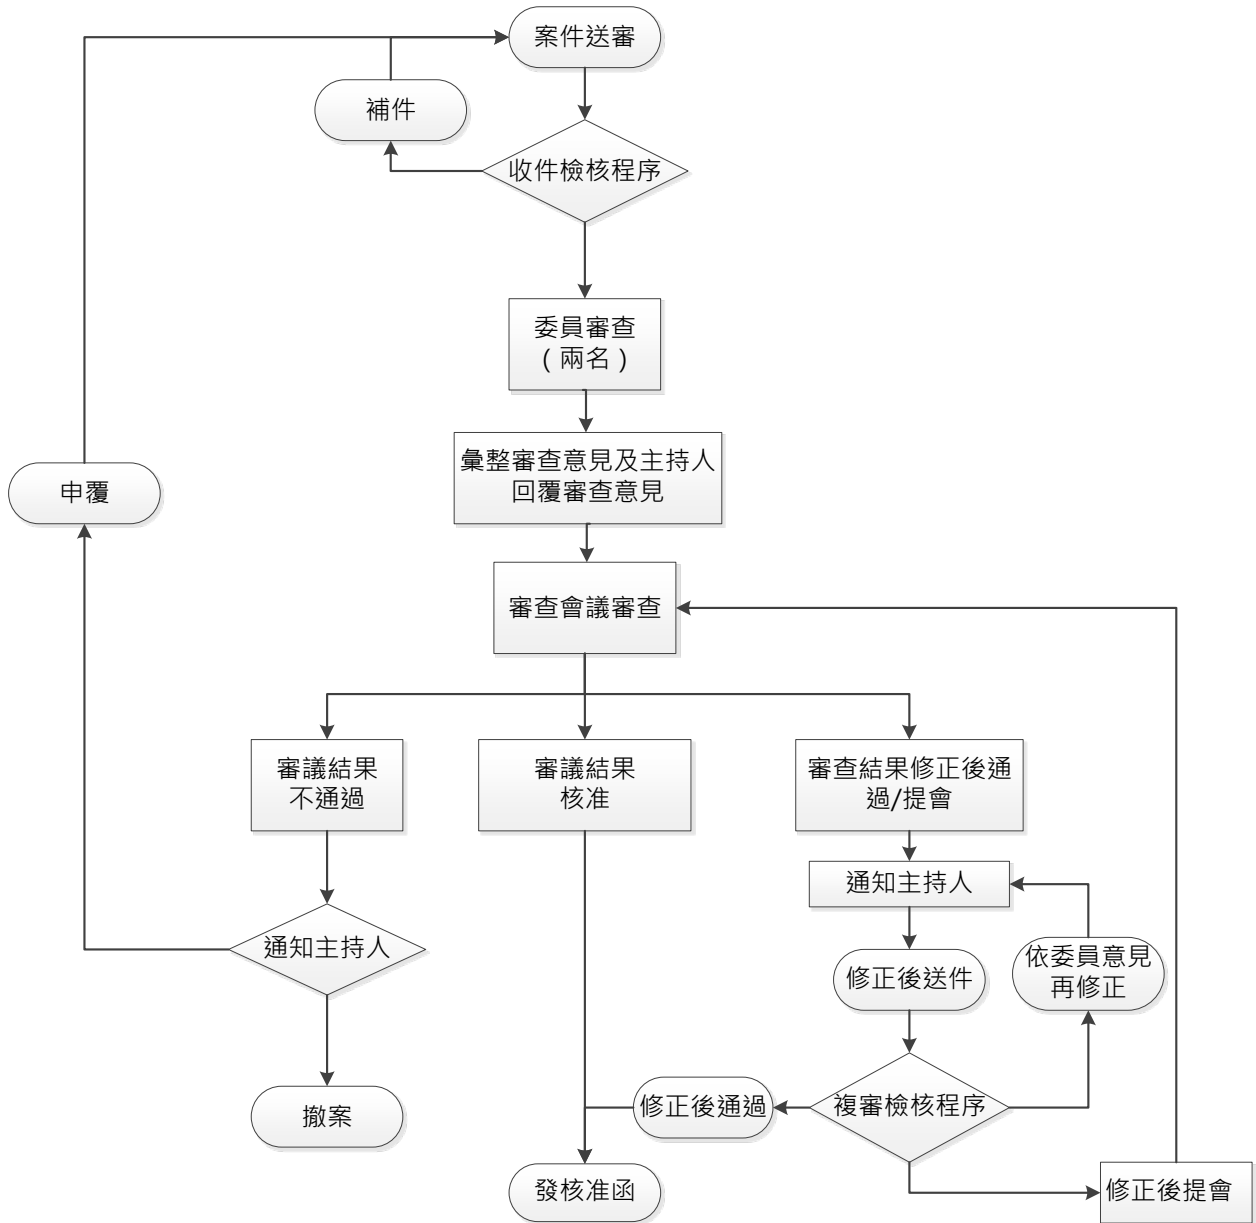 案件送審
補件
收件檢核程序
委員審查
(兩名)
彙整審查意見及主持人
回覆審查意見
申覆
審查會議審查
審議結果
不通過
審議結果
核准
審查結果修正後通
過/提會
通知主持人
通知主持人
修正後送件
依委員意見
再修正
撤案
修正後通過
複審檢核程序
發核准函
修正後提會